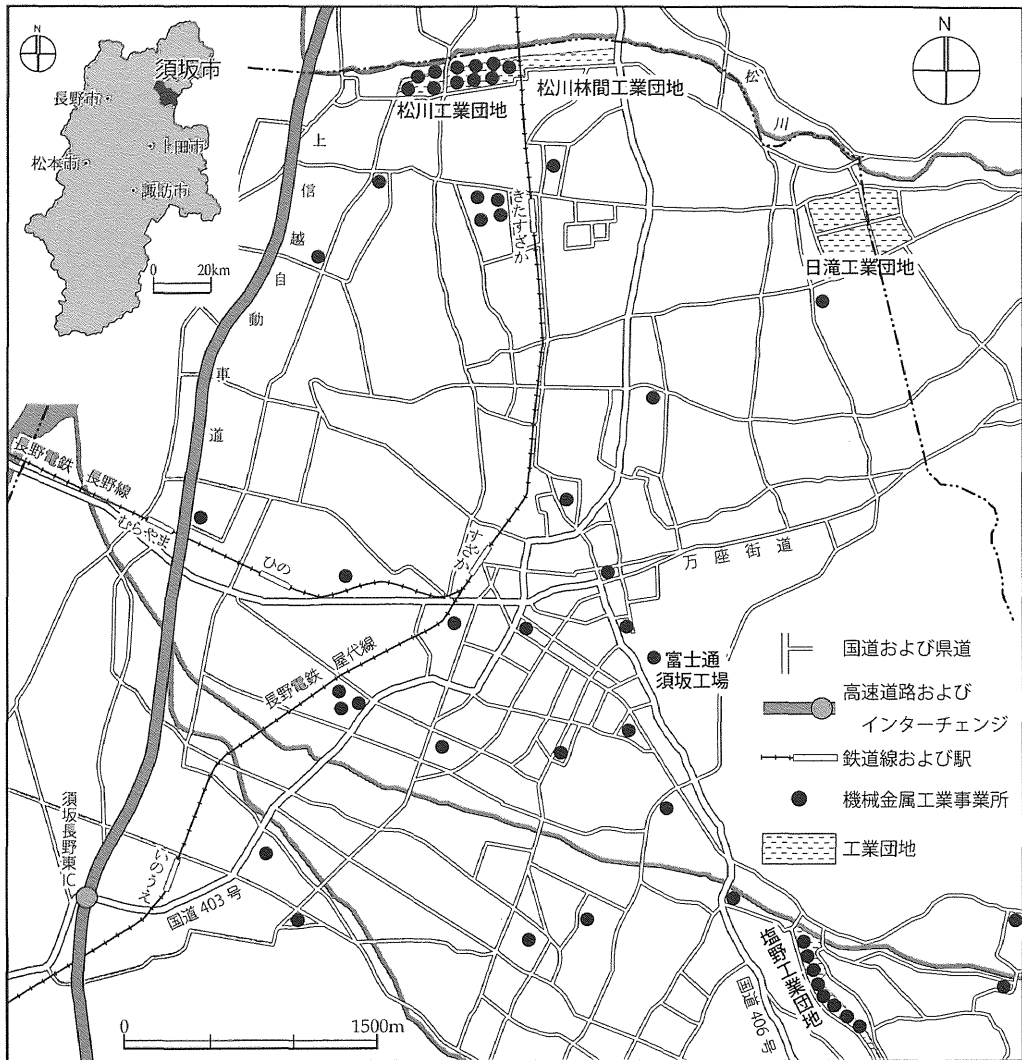 N
須坂市
長野市
上田市
松本市
諏訪市
0 20km
N
松川
松川林間工業団地
松川工業団地
上信越自動車道
きたすざか
日滝工業団地
長野電鉄 長野線
むらやま
ひの
すざか
万座街道
富士通
須坂工場
長野電鉄 屋代線
須坂長野東IC
いのうえ
国道403号
塩野工業団地
国道406号
国道および県道
高速道路および
インターチェンジ
鉄道線および駅
機械金属工業事業所
工業団地
0 1500m